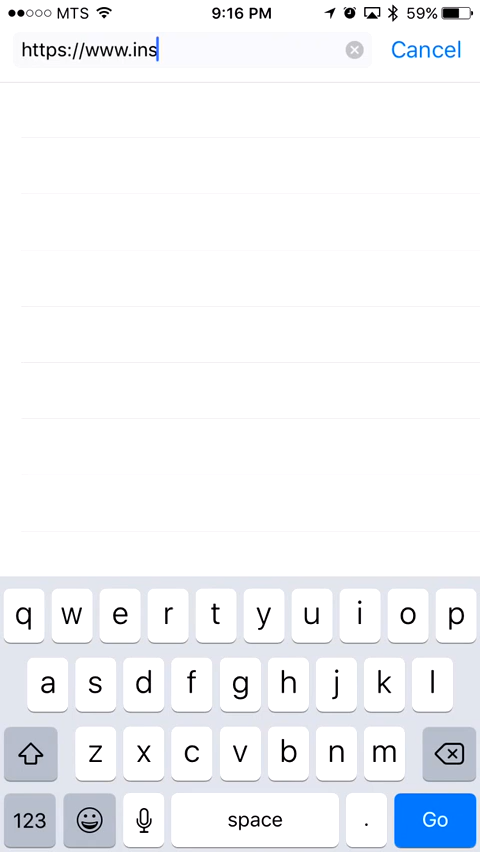 MTS 9:16 PM 59%
https://www.ins Cancel
q w e r t y u i o p
a s d f g h j k l
z x c v b n m
123 space . Go